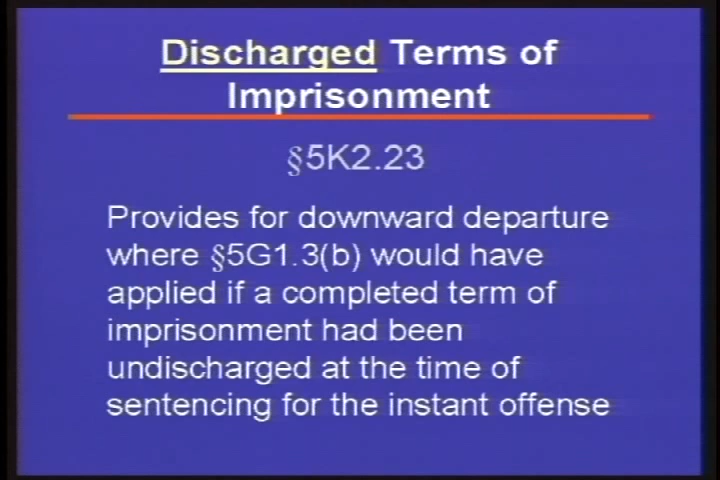 Discharged Terms of
Imprisonment
§5K2.23
Provides for downward departure
where §5G1.3(b) would have
applied if a completed term of
imprisonment had been
undischarged at the time of
sentencing for the instant offense